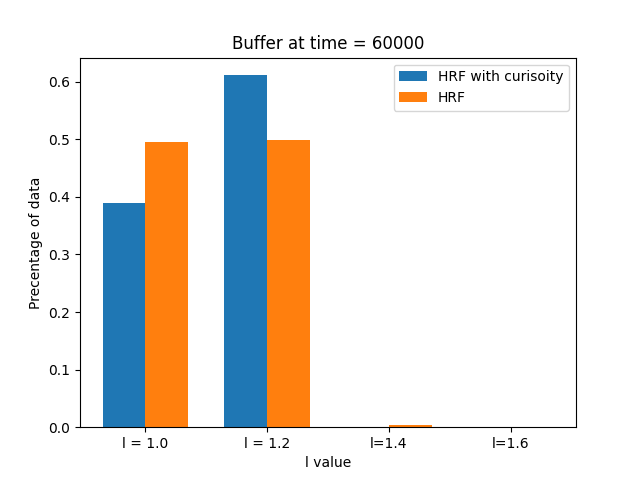 Buffer at time = 60000
HRF with curisoity
HRF
Precentage of data
0.6
0.5
0.4
0.3
0.2
0.1
0.0
l = 1.0
l = 1.2
l=1.4
l=1.6
l value